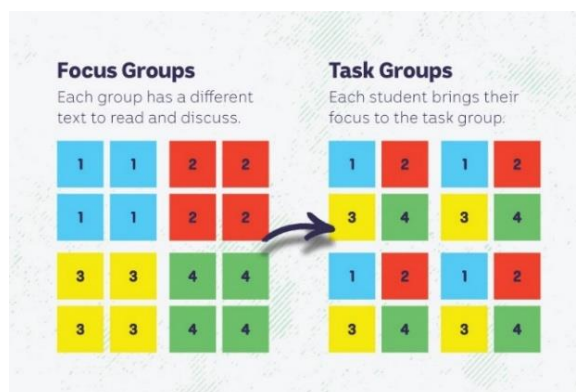 Focus Groups
Each group has a different
text to read and discuss.
1 1 2 2
1 1 2 2
3 3 4 4
3 3 4 4
Task Groups
Each student brings their
focus to the task group.
1 2 1 2
3 4 3 4
1 2 1 2
3 4 3 4